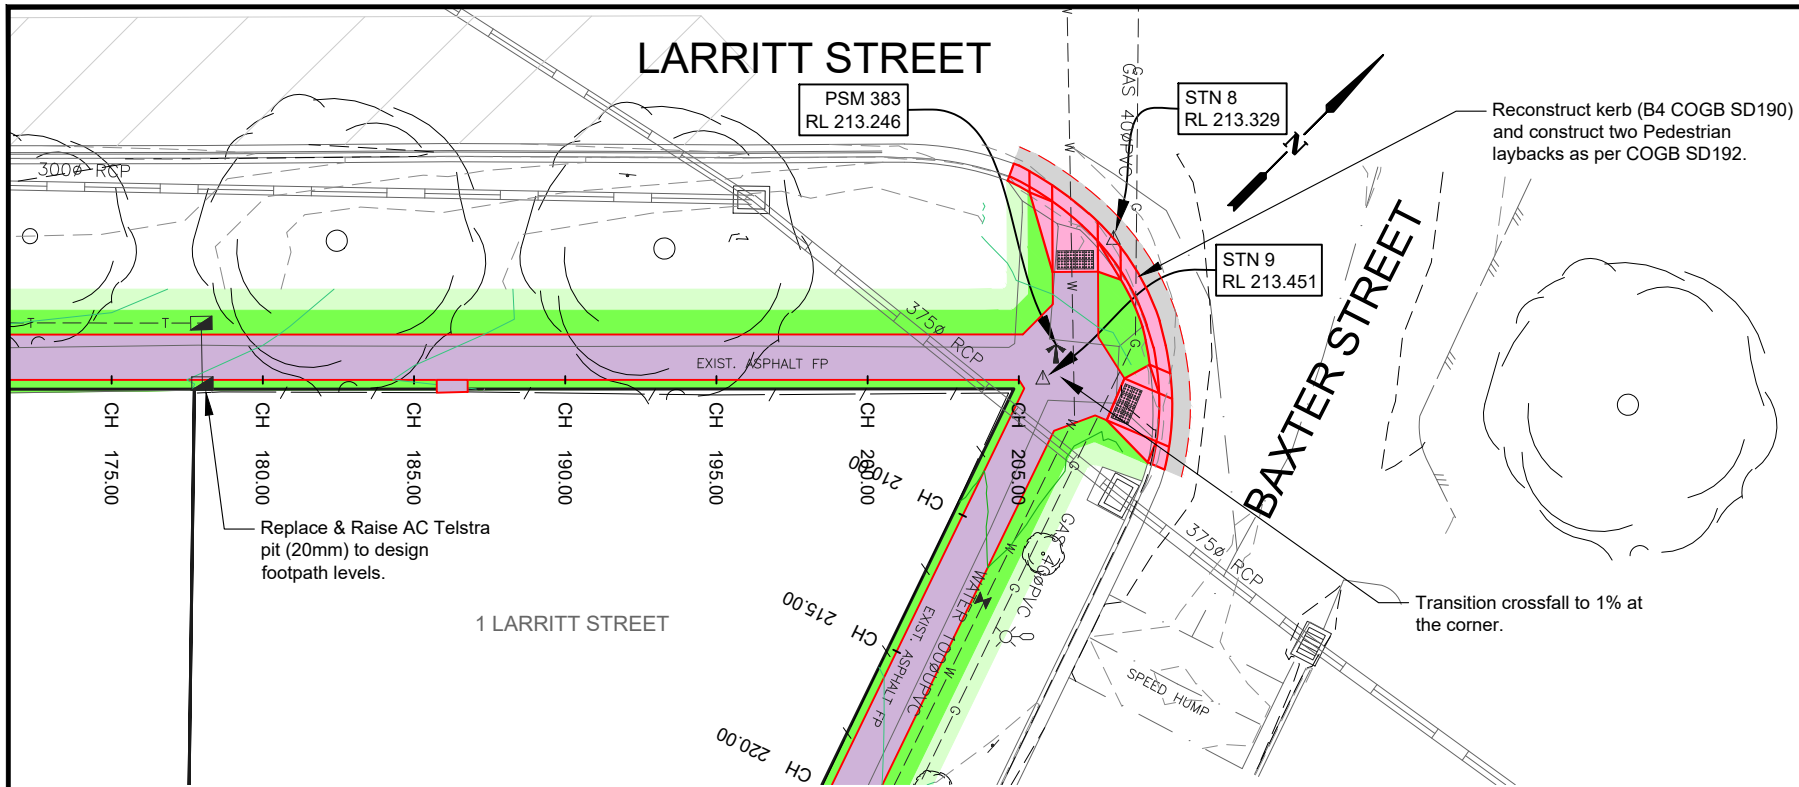 LARRITT STREET
PSM 383
RL 213.246
STN 8
RL 213.329
Reconstruct kerb (B4 COGB SD190)
and construct two Pedestrian
laybacks as per COGB SD192.
GAS 40ØPVC
N
300Ø RCP
STN 9
RL 213.451
BAXTER STREET
375Ø RCP
EXIST. ASPHALT FP
T
T
W
W
W
G
G
G
CH 175.00
CH 180.00
CH 185.00
CH 190.00
CH 195.00
CH 200.00
CH 205.00
CH 210.00
CH 215.00
CH 220.00
Replace & Raise AC Telstra
pit (20mm) to design
footpath levels.
1 LARRITT STREET
EXIST. ASPHALT FP
WATER 100ØUPVC
GAS 40ØPVC
W
W
W
G
G
G
375Ø RCP
SPEED HUMP
Transition crossfall to 1% at
the corner.